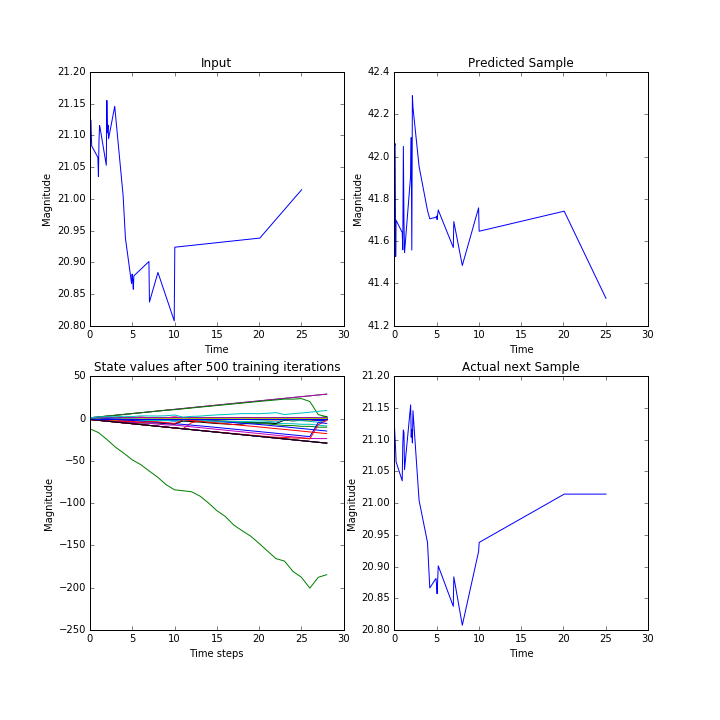 Input
21.20
21.15
21.10
21.05
21.00
20.95
20.90
20.85
20.80
Magnitude
0 5 10 15 20 25 30
Time
Predicted Sample
42.4
42.2
42.0
41.8
41.6
41.4
41.2
Magnitude
0 5 10 15 20 25 30
Time
State values after 500 training iterations
50
0
−50
−100
−150
−200
−250
Magnitude
0 5 10 15 20 25 30
Time steps
Actual next Sample
21.20
21.15
21.10
21.05
21.00
20.95
20.90
20.85
20.80
Magnitude
0 5 10 15 20 25 30
Time